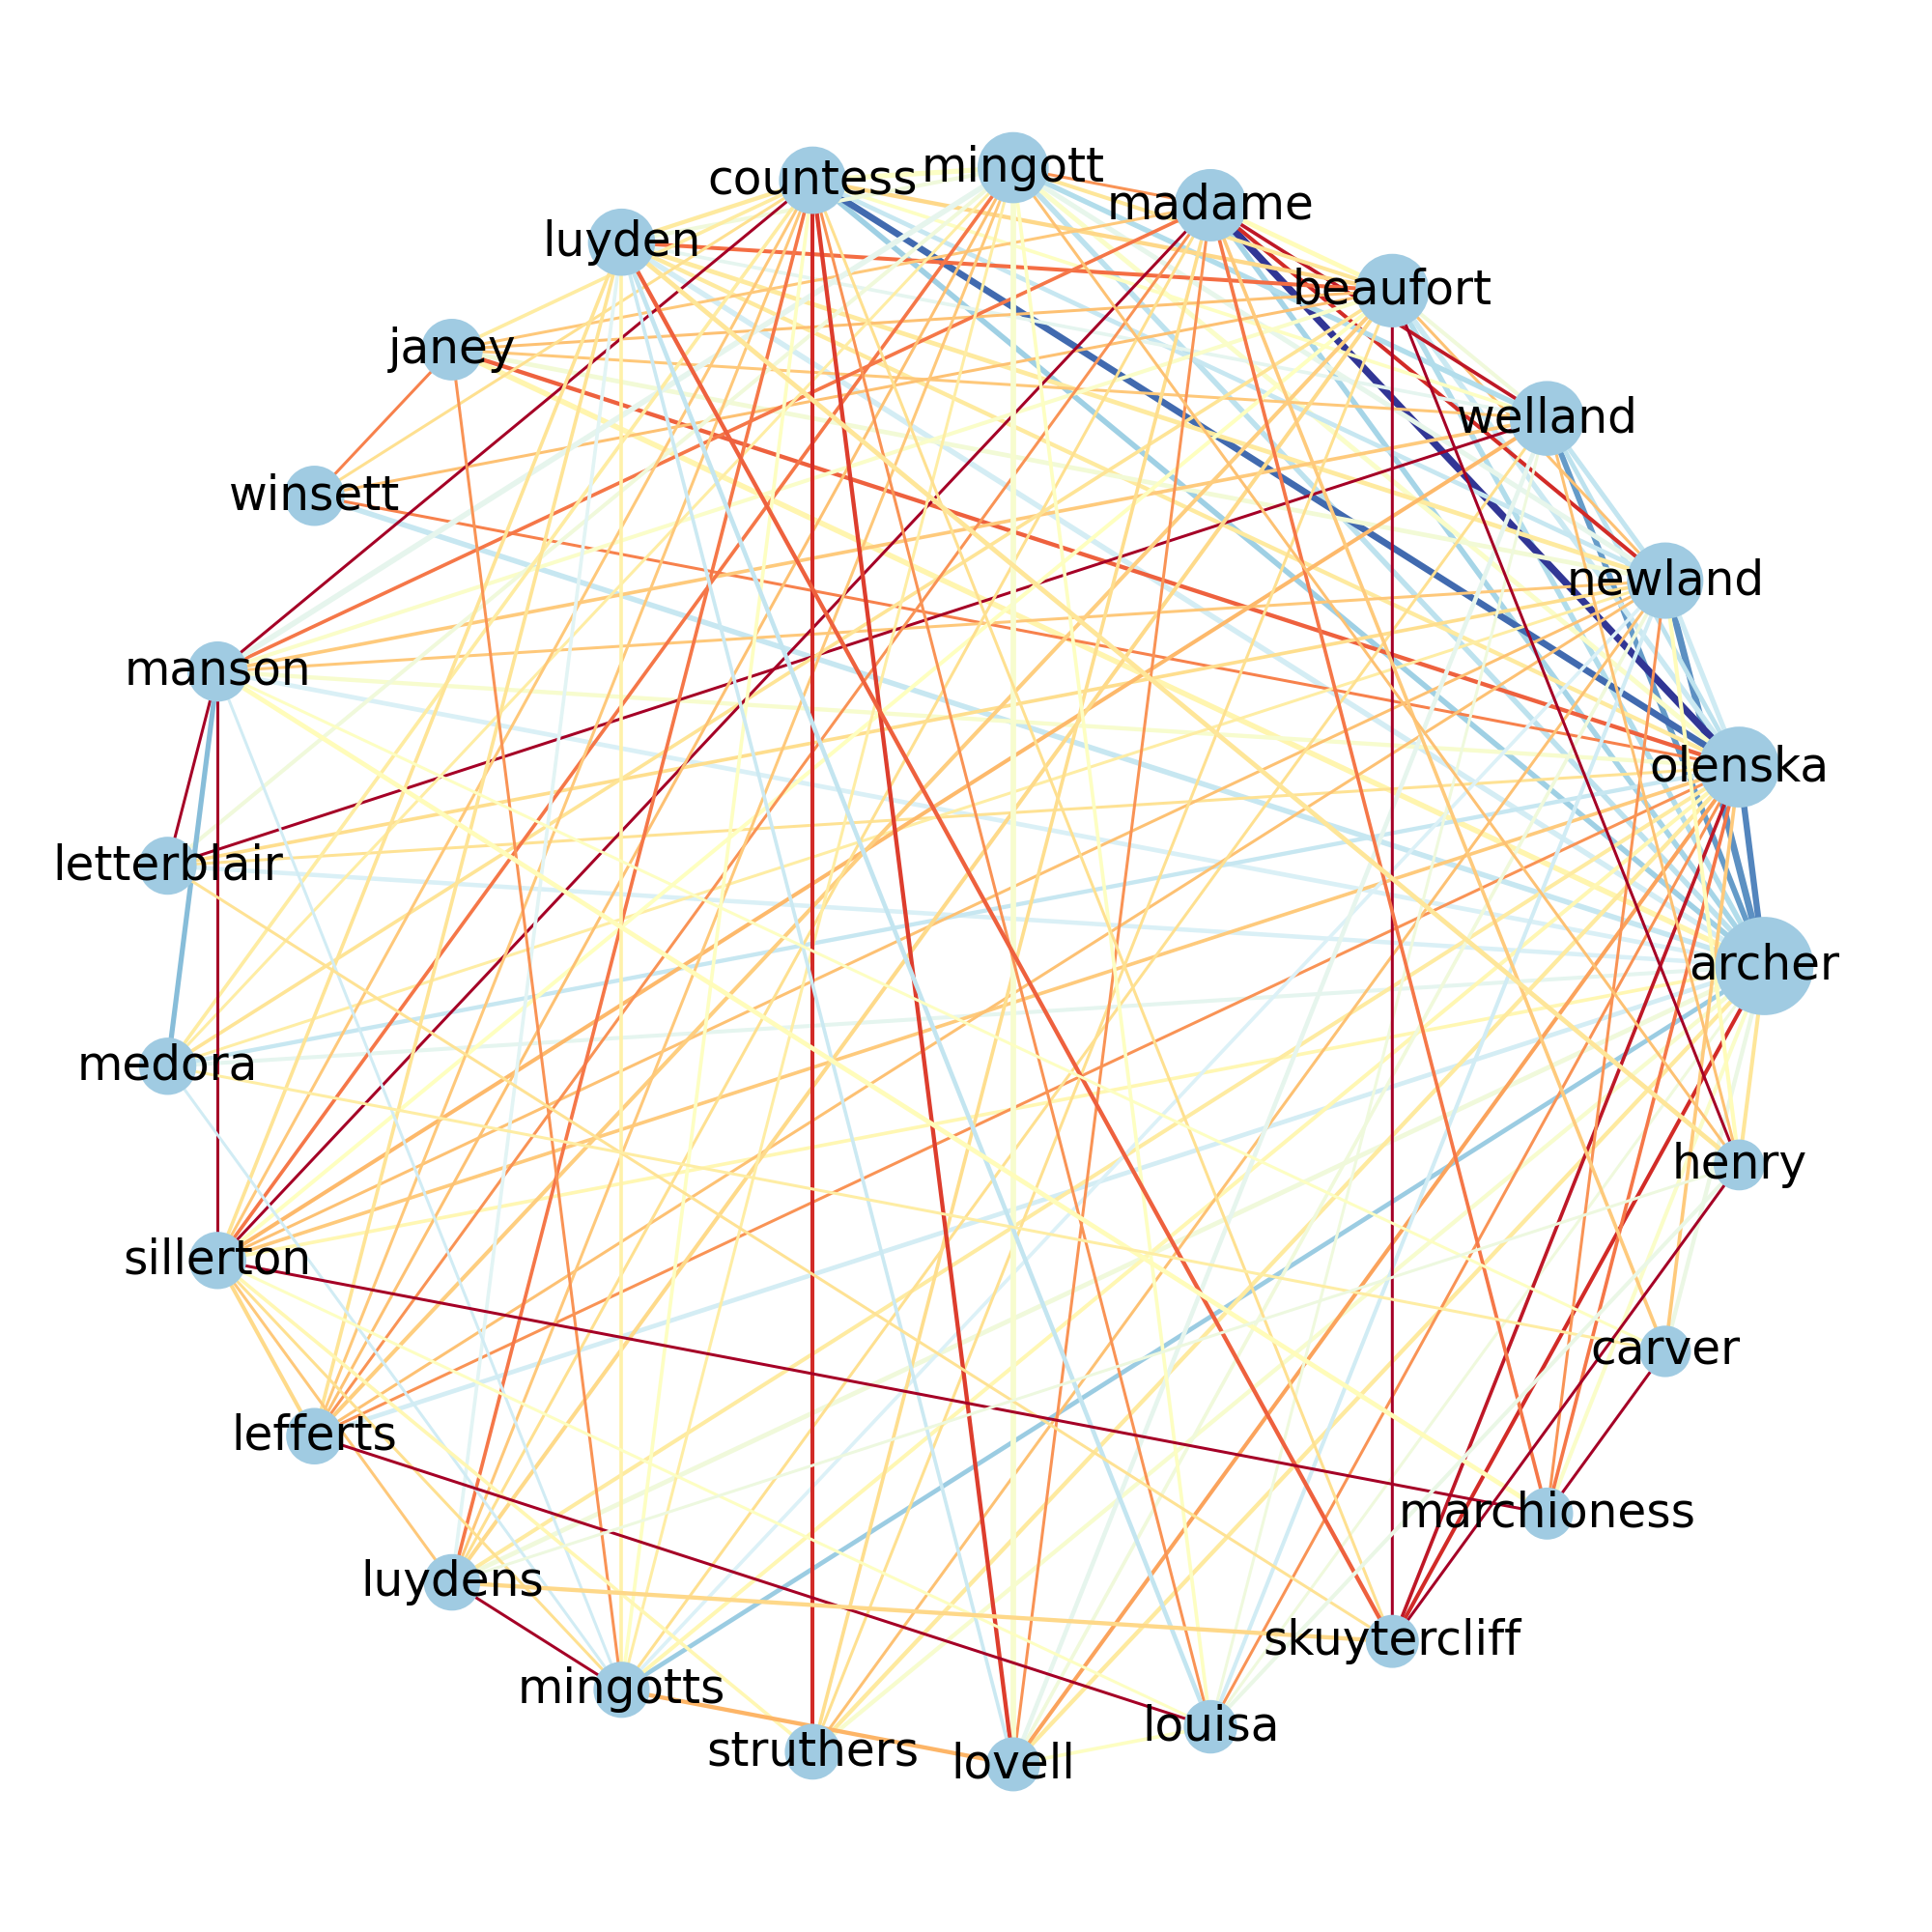 mingott
countess
madame
luyden
beaufort
janey
welland
winsett
newland
manson
olenska
letterblair
archer
medora
henry
sillerton
carver
lefferts
marchioness
luydens
skuytercliff
mingotts
louisa
struthers
lovell